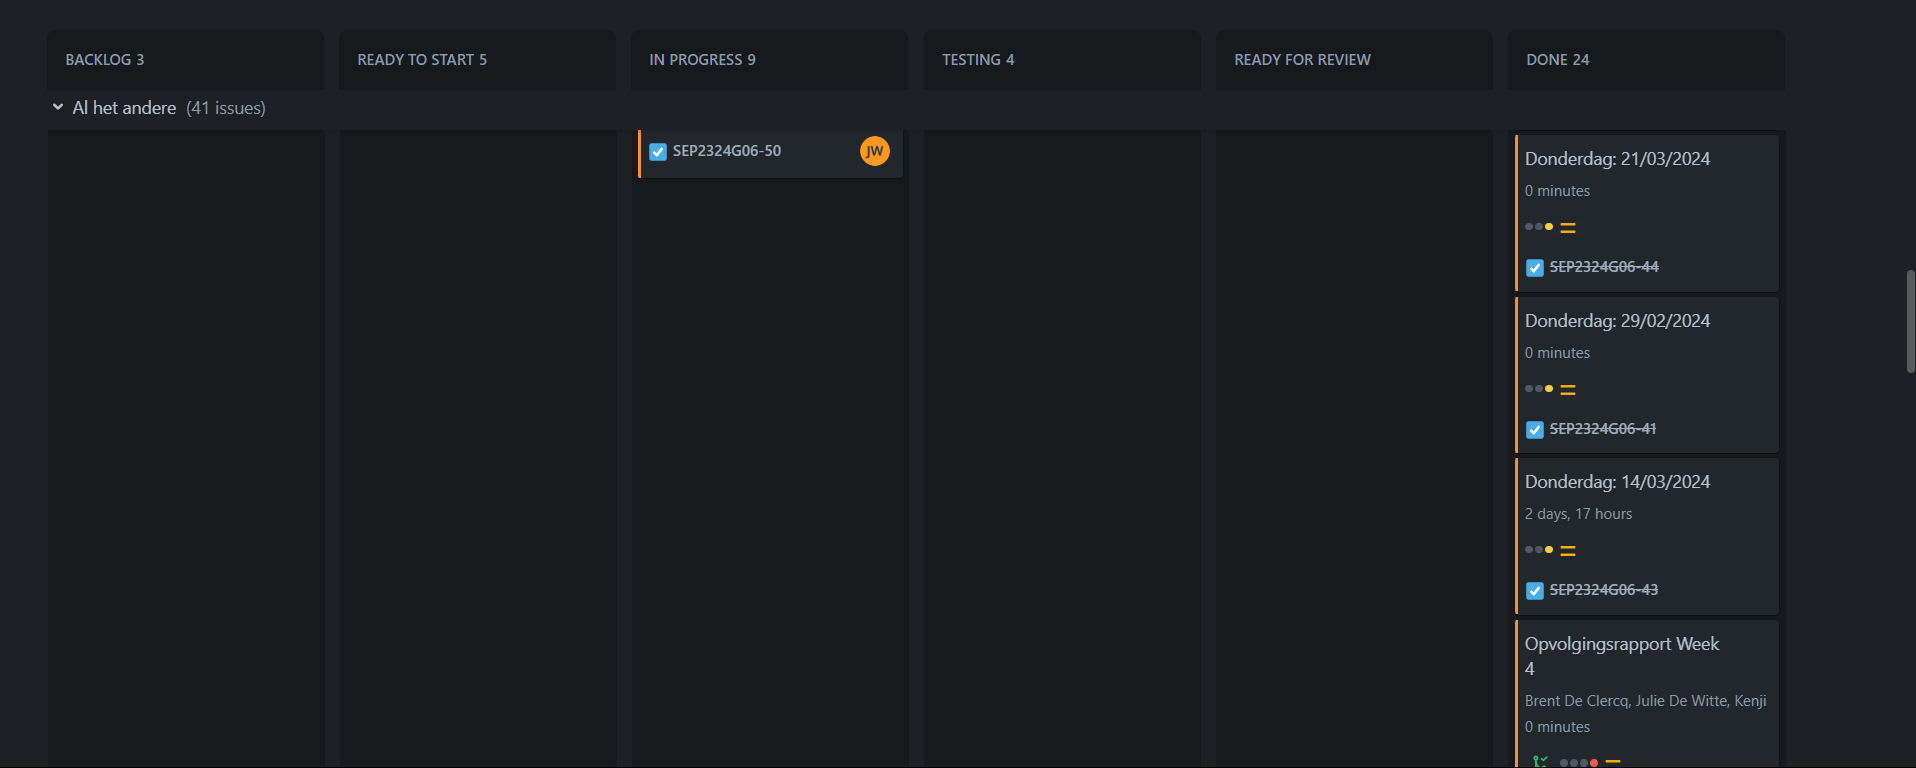 BACKLOG 3
READY TO START 5
IN PROGRESS 9
TESTING 4
READY FOR REVIEW
DONE 24
Al het andere (41 issues)
SEP2324G06-50
JW
Donderdag: 21/03/2024
0 minutes
SEP2324G06-44
Donderdag: 29/02/2024
0 minutes
SEP2324G06-41
Donderdag: 14/03/2024
2 days, 17 hours
SEP2324G06-43
Opvolgingsrapport Week
4
Brent De Clercq, Julie De Witte, Kenji
0 minutes